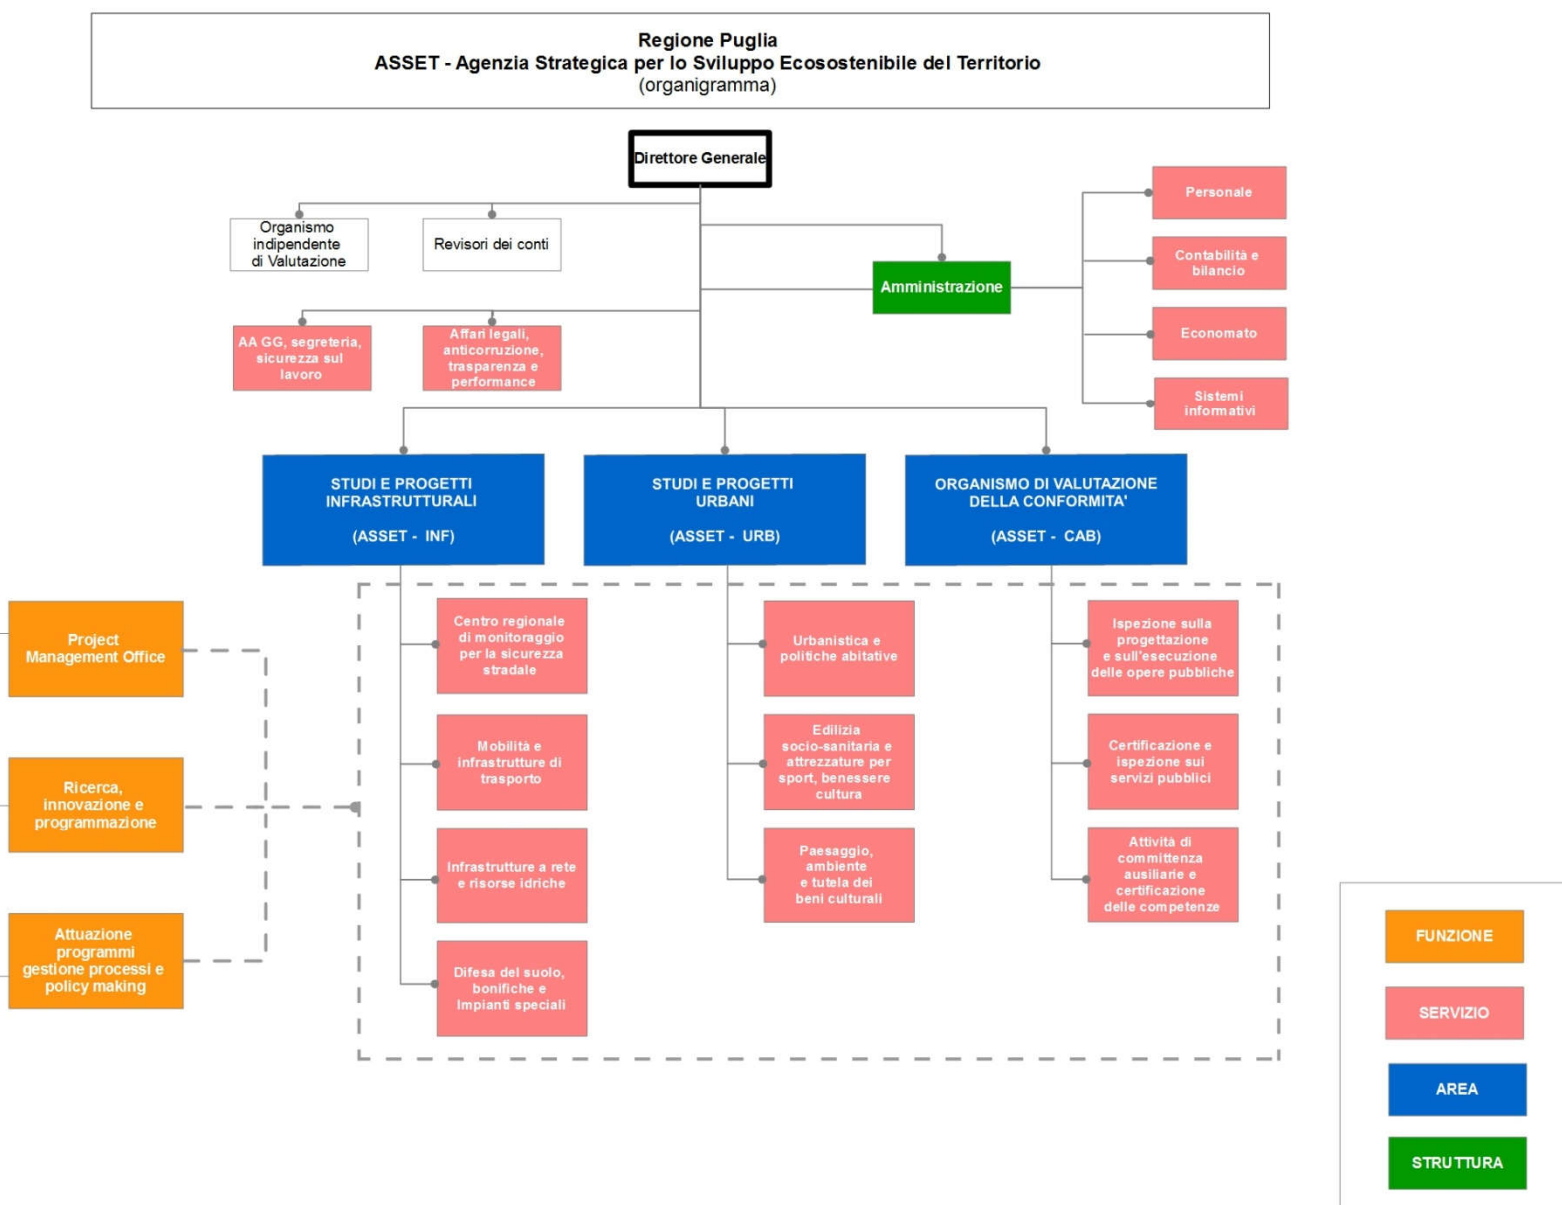 Regione Puglia
ASSET - Agenzia Strategica per lo Sviluppo Ecosostenibile del Territorio
(organigramma)
Direttore Generale
Organismo
indipendente
di Valutazione
Revisori dei conti
Amministrazione
Personale
Contabilità e
bilancio
Economato
Sistemi
informativi
AA GG, segreteria,
sicurezza sul
lavoro
Affari legali,
anticorruzione,
trasparenza e
performance
STUDI E PROGETTI
INFRASTRUTTURALI
(ASSET - INF)
STUDI E PROGETTI
URBANI
(ASSET - URB)
ORGANISMO DI VALUTAZIONE
DELLA CONFORMITA'
(ASSET - CAB)
Project
Management Office
Ricerca,
innovazione e
programmazione
Attuazione
programmi
gestione processi e
policy making
Centro regionale
di monitoraggio
per la sicurezza
stradale
Mobilità e
infrastrutture di
trasporto
Infrastrutture a rete
e risorse idriche
Difesa del suolo,
bonifiche e
Impianti speciali
Urbanistica e
politiche abitative
Edilizia
socio-sanitaria e
attrezzature per
sport, benessere
cultura
Paesaggio,
ambiente
e tutela dei
beni culturali
Ispezione sulla
progettazione
e sull'esecuzione
delle opere pubbliche
Certificazione e
ispezione sui
servizi pubblici
Attività di
committenza
ausiliarie e
certificazione
delle competenze
FUNZIONE
SERVIZIO
AREA
STRUTTURA